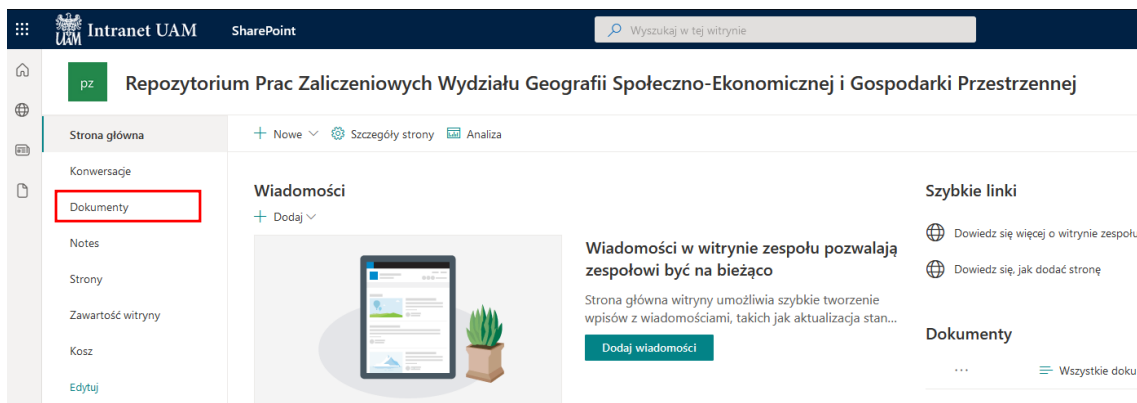 UAM
Intranet UAM
SharePoint
Wyszukaj w tej witrynie
pz
Repozytorium Prac Zaliczeniowych Wydziału Geografii Społeczno-Ekonomicznej i Gospodarki Przestrzennej
Strona główna
Konwersacje
Dokumenty
Notes
Strony
Zawartość witryny
Kosz
Edytuj
Nowe
Szczegóły strony
Analiza
Wiadomości
Dodaj
Wiadomości w witrynie zespołu pozwalają
zespołowi być na bieżąco
Strona główna witryny umożliwia szybkie tworzenie
wpisów z wiadomościami, takich jak aktualizacja stan...
Dodaj wiadomości
Szybkie linki
Dowiedz się więcej o witrynie zespołu
Dowiedz się, jak dodać stronę
Dokumenty
...
Wszystkie doku